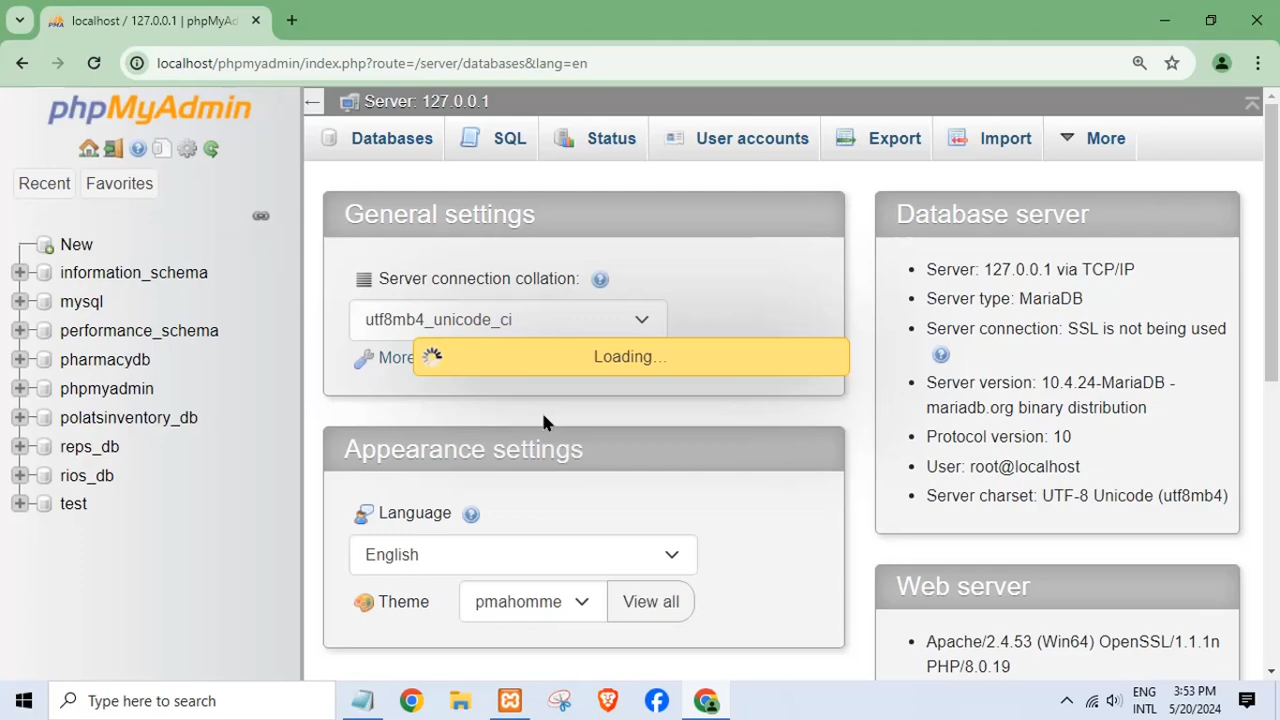 localhost / 127.0.0.1 | phpMyAd
localhost/phpmyadmin/index.php?route=/server/databases&lang=en
phpMyAdmin
Recent
Favorites
New
information_schema
mysql
performance_schema
pharmacydb
phpmyadmin
polatsinventory_db
reps_db
rios_db
test
Server: 127.0.0.1
Databases
SQL
Status
User accounts
Export
Import
More
General settings
Server connection collation:
utf8mb4_unicode_ci
More
Loading…
Appearance settings
Language
English
Theme
pmahomme
View all
Database server
Server: 127.0.0.1 via TCP/IP
Server type: MariaDB
Server connection: SSL is not being used
Server version: 10.4.24-MariaDB -
mariadb.org binary distribution
Protocol version: 10
User: root@localhost
Server charset: UTF-8 Unicode (utf8mb4)
Web server
Apache/2.4.53 (Win64) OpenSSL/1.1.1n
PHP/8.0.19
Type here to search
ENG
INTL
3:53 PM
5/20/2024